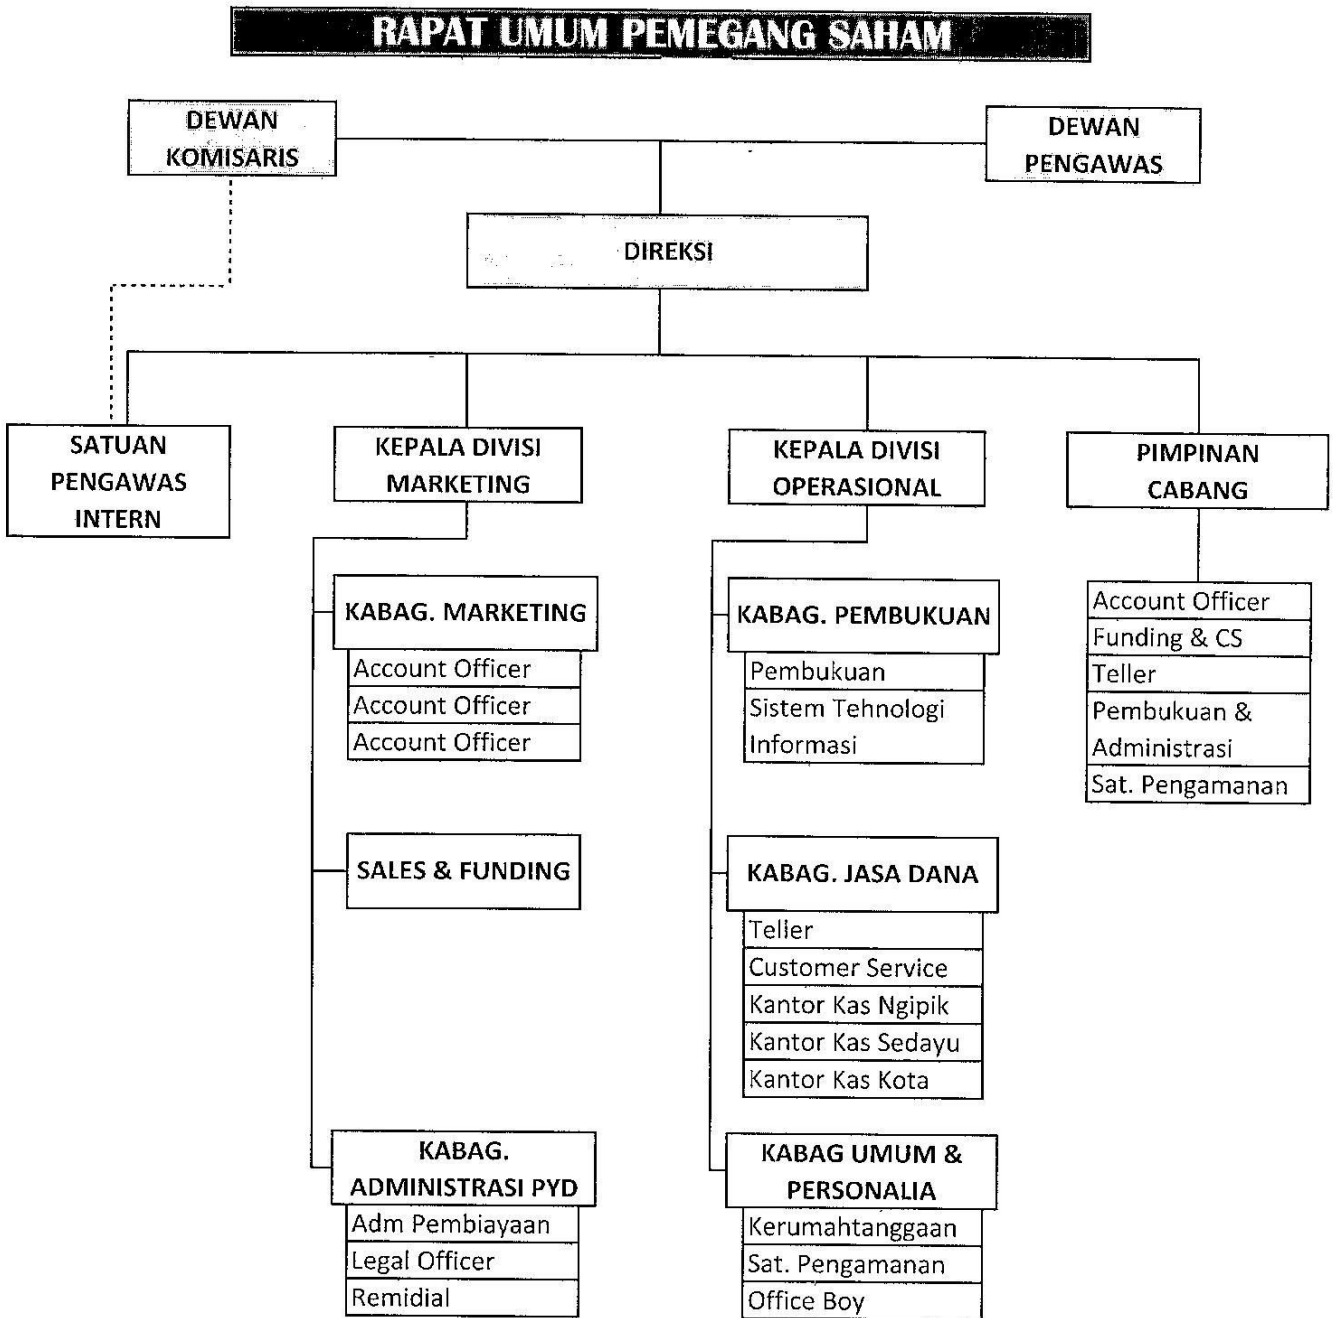 RAPAT UMUM PEMEGANG SAHAM
DEWAN
KOMISARIS
DEWAN
PENGAWAS
DIREKSI
SATUAN
PENGAWAS
INTERN
KEPALA DIVISI
MARKETING
KEPALA DIVISI
OPERASIONAL
PIMPINAN
CABANG
KABAG. MARKETING
Account Officer
Account Officer
Account Officer
SALES & FUNDING
KABAG.
ADMINISTRASI PYD
Adm Pembiayaan
Legal Officer
Remidial
KABAG. PEMBUKUAN
Pembukuan
Sistem Tehnologi
Informasi
KABAG. JASA DANA
Teller
Customer Service
Kantor Kas Ngipik
Kantor Kas Sedayu
Kantor Kas Kota
KABAG UMUM &
PERSONALIA
Kerumahtanggaan
Sat. Pengamanan
Office Boy
Account Officer
Funding & CS
Teller
Pembukuan &
Administrasi
Sat. Pengamanan